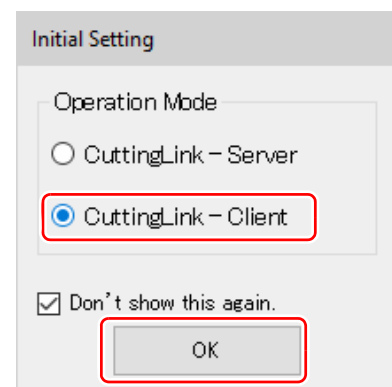 Initial Setting
Operation Mode
CuttingLink - Server
CuttingLink - Client
Don't show this again.
OK